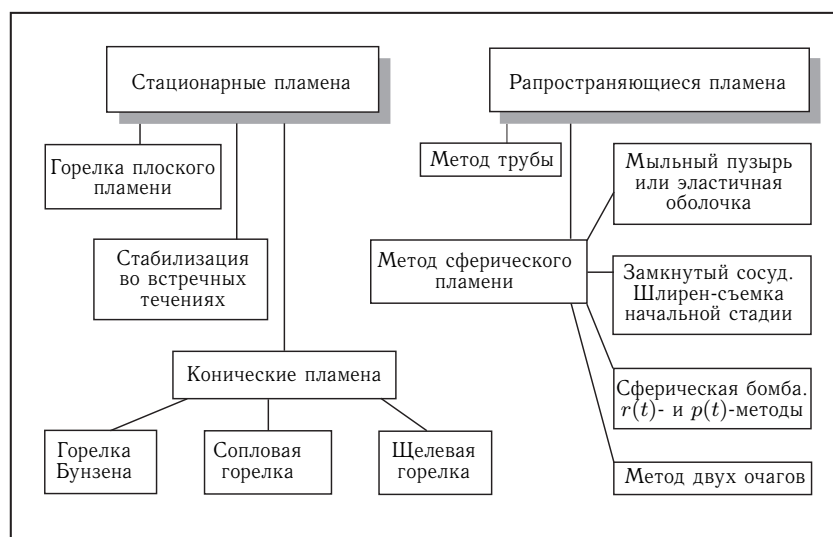 Стационарные пламена
Рапространяющиеся пламена
Горелка плоского
пламени
Метод трубы
Мыльный пузырь
или эластичная
оболочка
Стабилизация
во встречных
течениях
Метод сферического
пламени
Замкнутый сосуд.
Шлирен-съемка
начальной стадии
Конические пламена
Сферическая бомба.
r(t)- и p(t)-методы
Горелка
Бунзена
Сопловая
горелка
Щелевая
горелка
Метод двух очагов